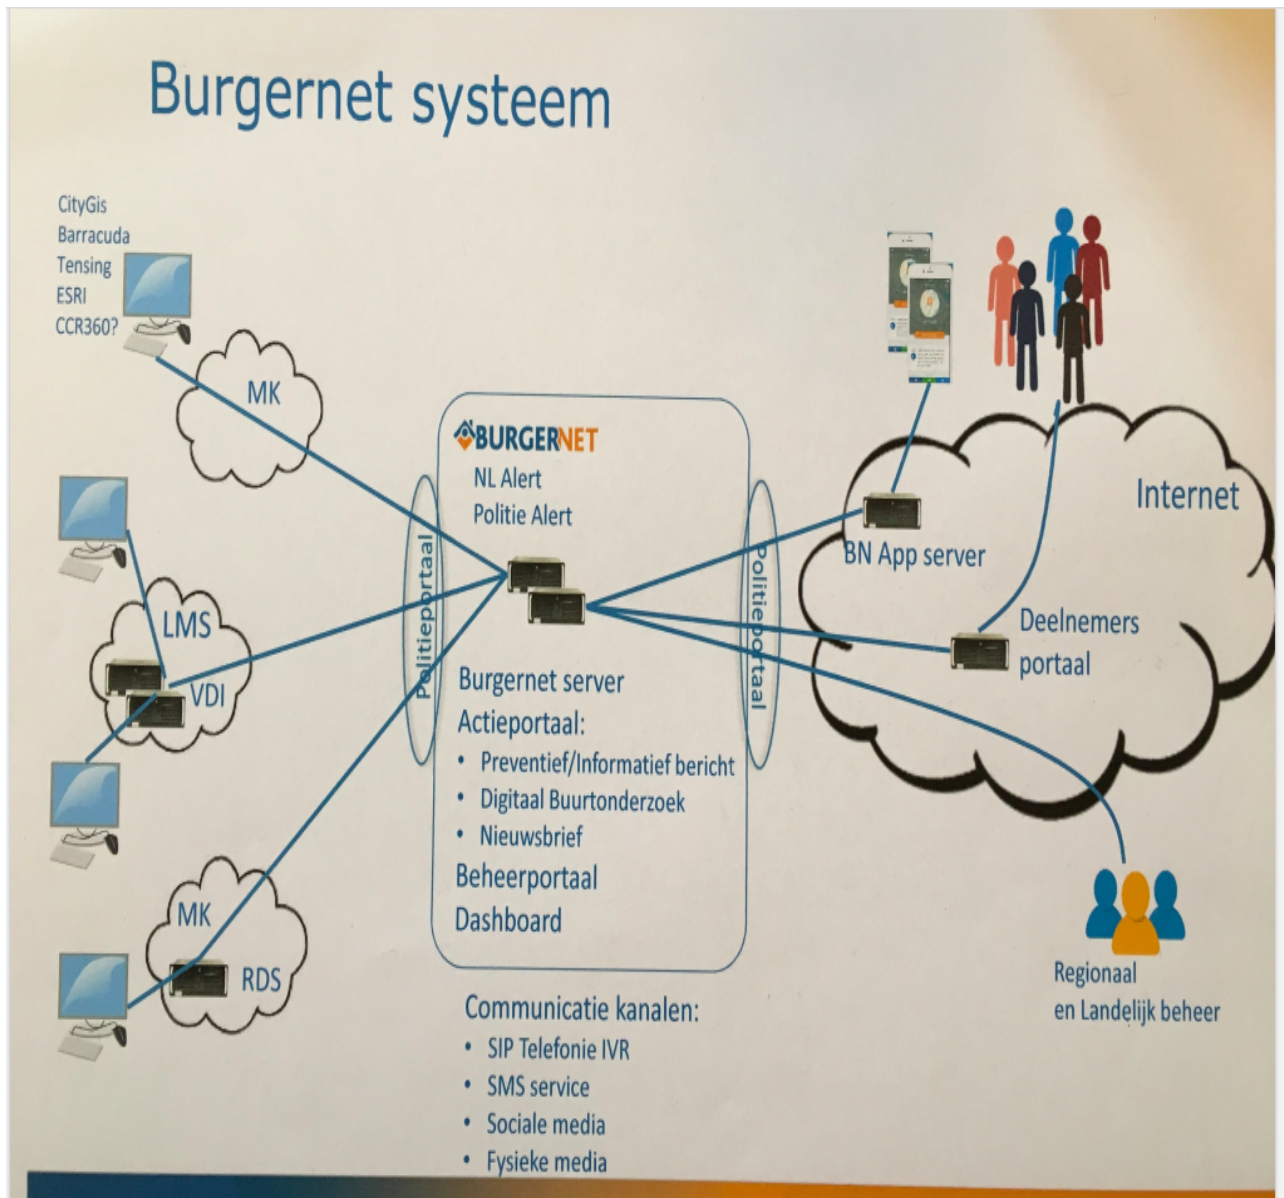 Burgernet systeem
CityGis
Barracuda
Tensing
ESRI
CCR360?
MK
LMS
VDI
MK
RDS
Politieportaal
BURGERNET
NL Alert
Politie Alert
Burgernet server
Actieportaal:
• Preventief/Informatief bericht
• Digitaal Buurtonderzoek
• Nieuwsbrief
Beheerportaal
Dashboard
Communicatie kanalen:
• SIP Telefonie IVR
• SMS service
• Sociale media
• Fysieke media
Politieportaal
Internet
BN App server
Deelnemers
portaal
Regionaal
en Landelijk beheer